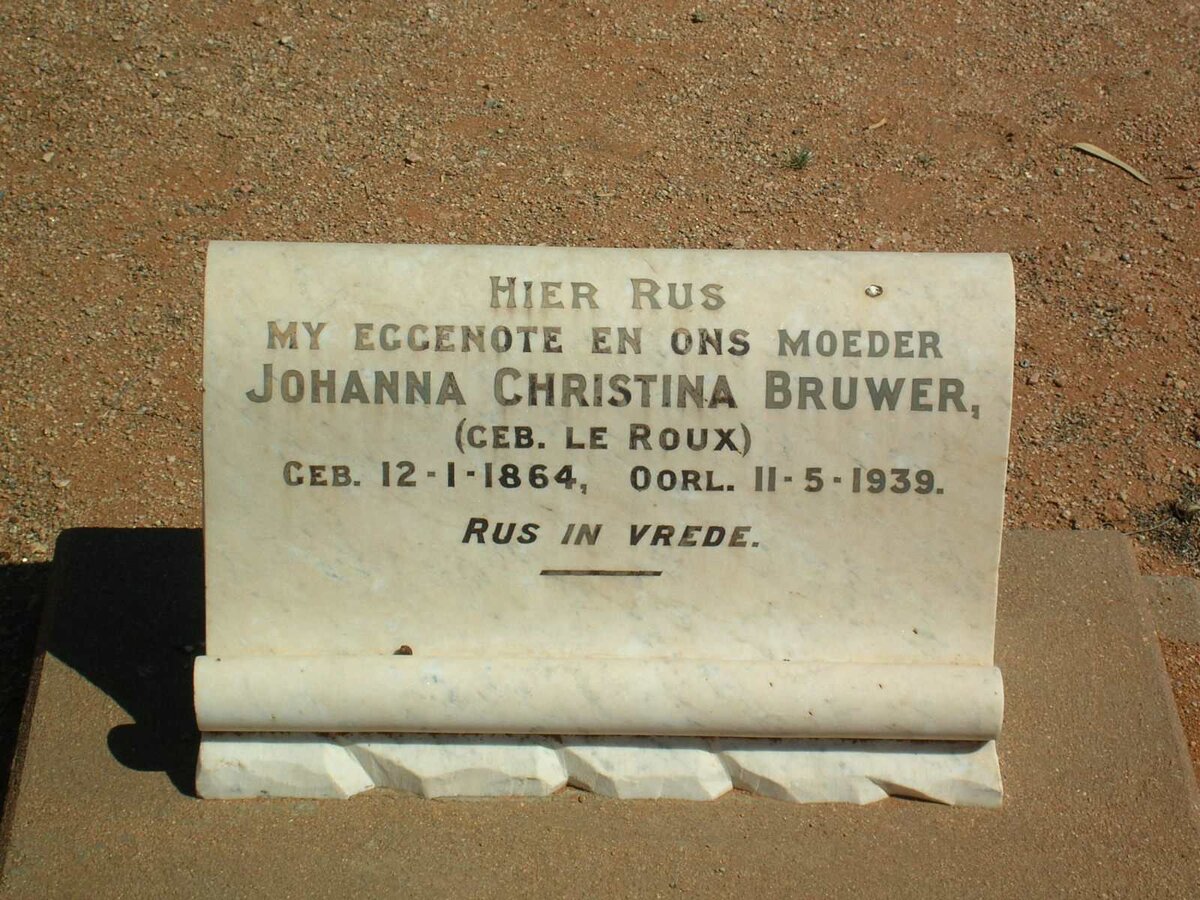 HIER RUS
MY EGGENOTE EN ONS MOEDER
JOHANNA CHRISTINA BRUWER,
(GEB. LE ROUX)
GEB. 12-1-1864, OORL. 11-5-1939.
RUS IN VREDE.